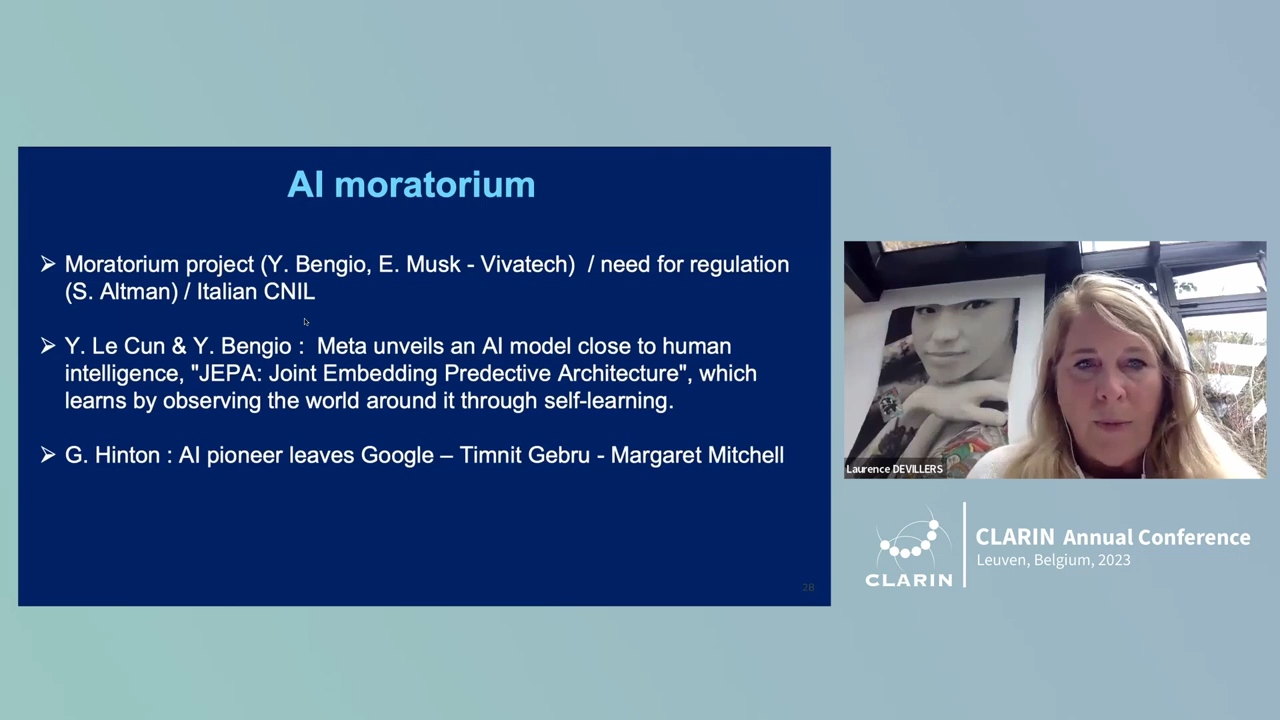 AI moratorium
➢ Moratorium project (Y. Bengio, E. Musk - Vivatech) / need for regulation
(S. Altman) / Italian CNIL
➢ Y. Le Cun & Y. Bengio : Meta unveils an AI model close to human
intelligence, "JEPA: Joint Embedding Predective Architecture", which
learns by observing the world around it through self-learning.
➢ G. Hinton : AI pioneer leaves Google – Timnit Gebru - Margaret Mitchell
28
Laurence DEVILLERS
CLARIN
CLARIN Annual Conference
Leuven, Belgium, 2023